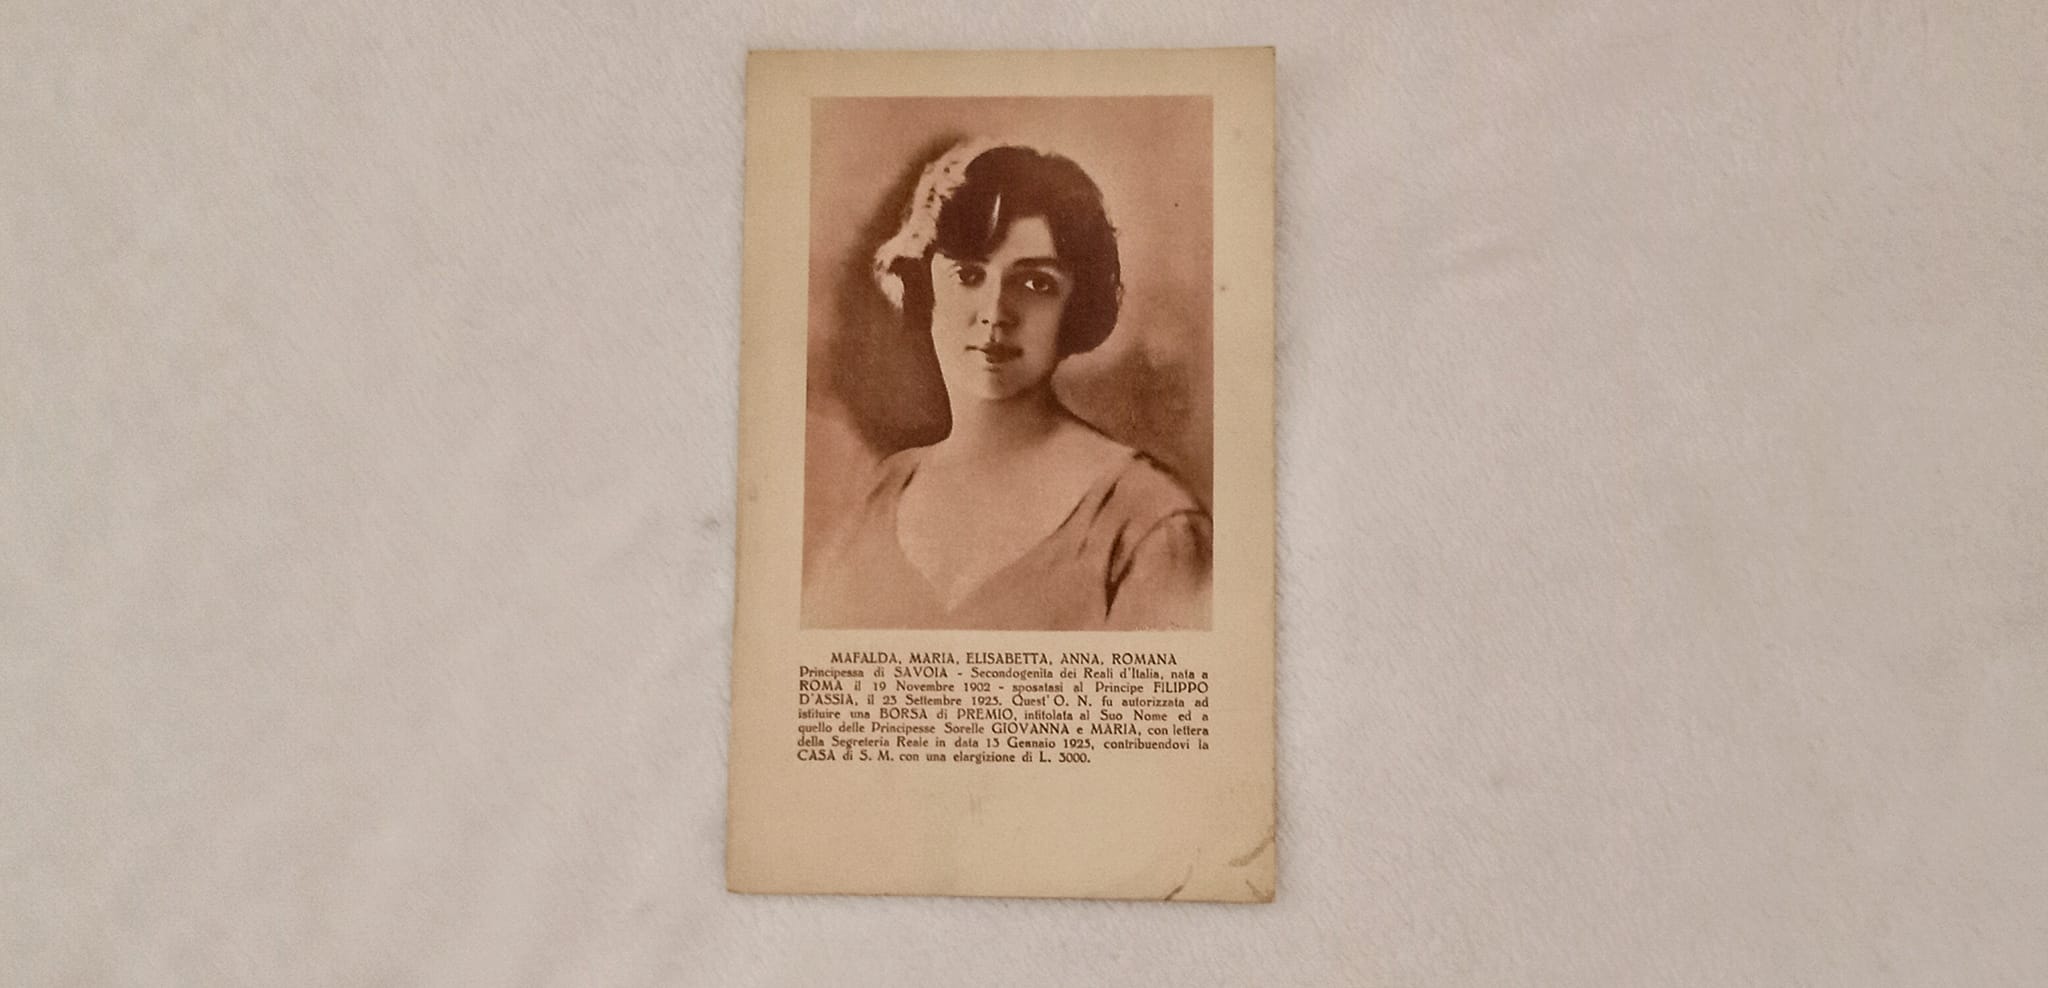 MAFALDA, MARIA, ELISABETTA, ANNA, ROMANA
Principessa di SAVOIA - Secondogenita dei Reali d'Italia, nata a
ROMA il 19 Novembre 1902 - sposatasi al Principe FILIPPO
D'ASSIA, il 23 Settembre 1925. Quest' O. N. fu autorizzata ad
istituire una BORSA di PREMIO, intitolata al Suo Nome ed a
quello delle Principesse Sorelle GIOVANNA e MARIA, con lettera
della Segreteria Reale in data 13 Gennaio 1925, contribuendovi la
CASA di S. M. con una elargizione di L. 3000.